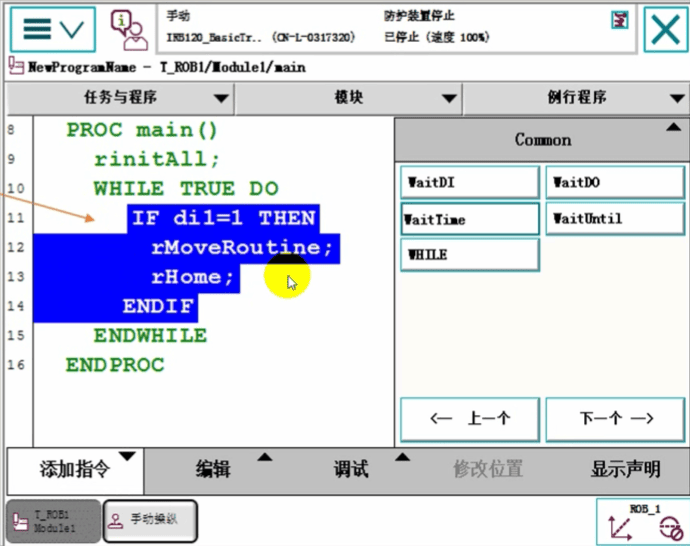 手动
防护装置停止
IRB120_BasicTr.. (CN-L-0317320)
已停止 (速度 100%)
NewProgramName - T_ROB1/Module1/main
任务与程序
模块
例行程序
8 PROC main()
9 rinitAll;
10 WHILE TRUE DO
11 IF di1=1 THEN
12 rMoveRoutine;
13 rHome;
14 ENDIF
15 ENDWHILE
16 ENDPROC
Common
WaitDI
WaitDO
WaitTime
WaitUntil
WHILE
<— 上一个
下一个 —>
添加指令
编辑
调试
修改位置
显示声明
T_ROB1
Module1
手动操纵
ROB_1